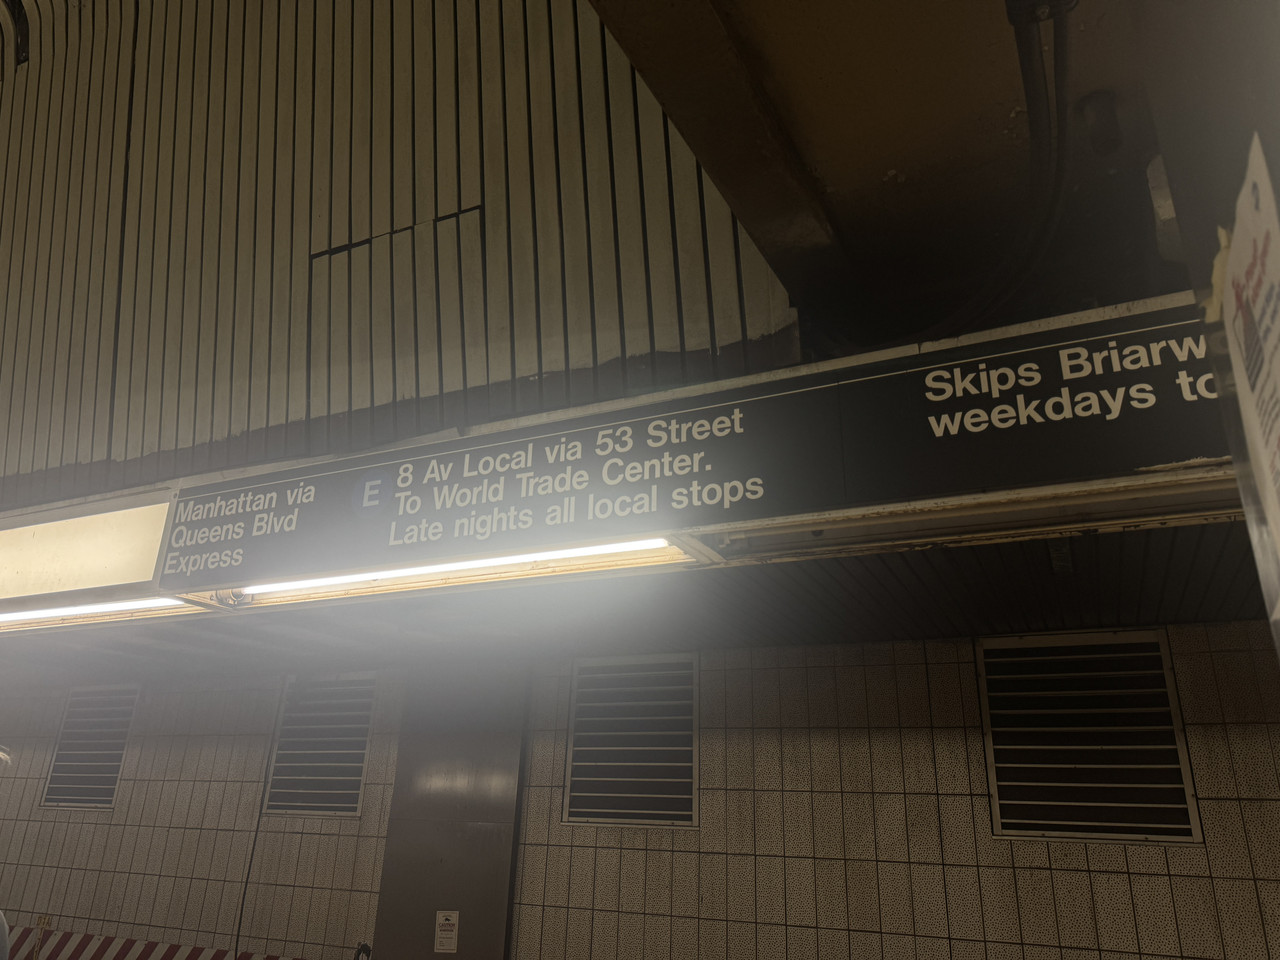 Manhattan via
Queens Blvd
Express
E
8 Av Local via 53 Street
To World Trade Center.
Late nights all local stops
Skips Briarw
weekdays to